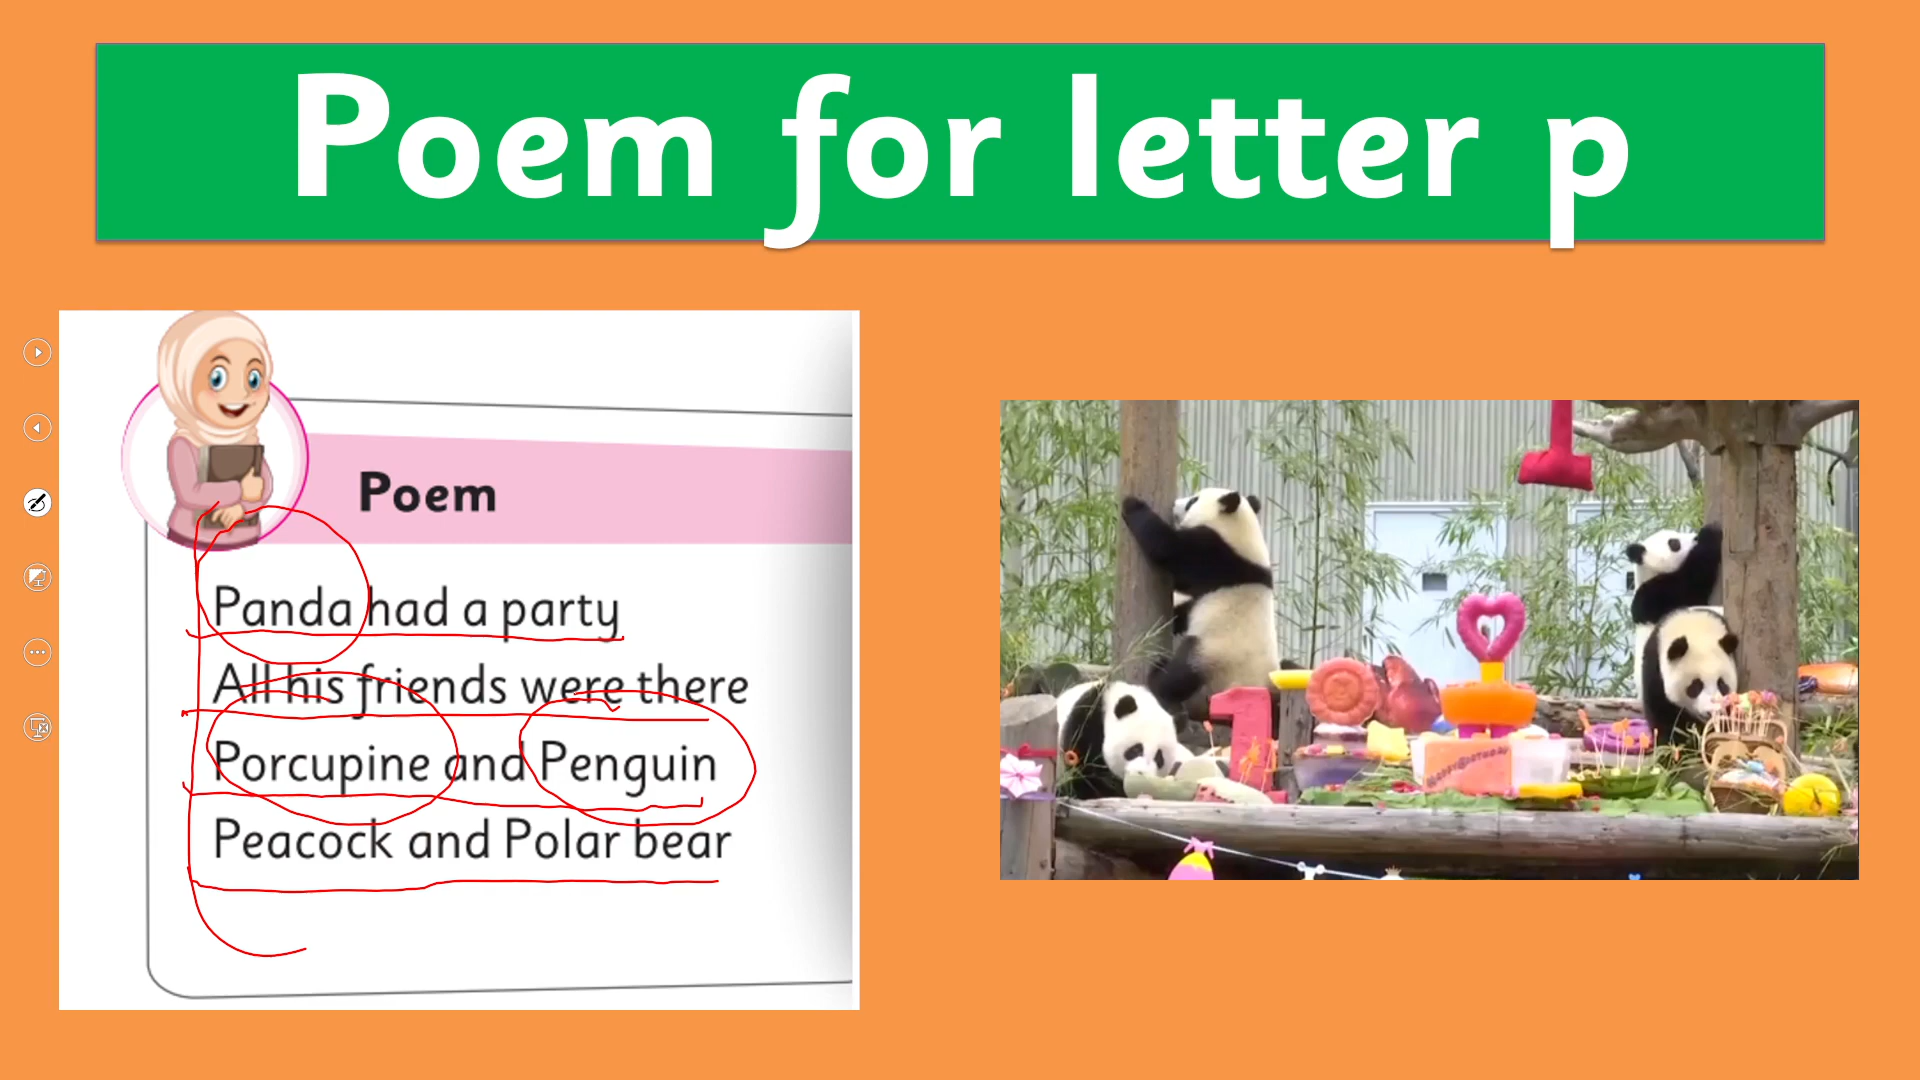 Poem for letter p
Poem
Panda had a party
All his friends were there
Porcupine and Penguin
Peacock and Polar bear
1